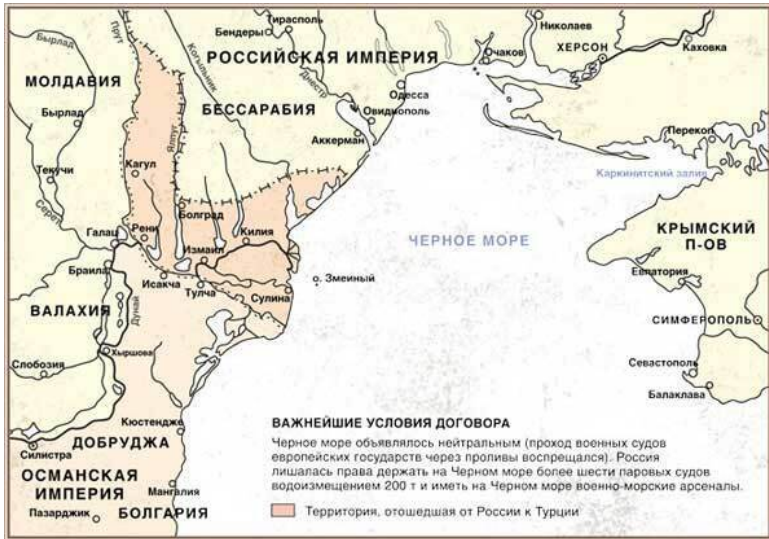 Тирасполь
Бендеры
Николаев
Бырлад
Прут
Когыльник
РОССИЙСКАЯ ИМПЕРИЯ
Очаков
ХЕРСОН
Каховка
МОЛДАВИЯ
Днестр
Одесса
БЕССАРАБИЯ
Овидиополь
Бырлад
Ялпуг
Аккерман
Перекоп
Текучи
Кагул
Каркинитский залив
Серет
Болград
Галац
Рени
Килия
ЧЕРНОЕ МОРЕ
КРЫМСКИЙ
П-ОВ
Измаил
Браила
Исакча
Тулча
Змеиный
Евпатория
Сулина
ВАЛАХИЯ
Дунай
СИМФЕРОПОЛЬ
Хыршова
Слобозия
Севастополь
Балаклава
Кюстендже
ВАЖНЕЙШИЕ УСЛОВИЯ ДОГОВОРА
ДОБРУДЖА
Черное море объявлялось нейтральным (проход военных судов
европейских государств через проливы воспрещался). Россия
лишалась права держать на Черном море более шести паровых судов
водоизмещением 200 т и иметь на Черном море военно-морские арсеналы.
Силистра
ОСМАНСКАЯ
ИМПЕРИЯ
Мангалия
Пазарджик
БОЛГАРИЯ
Территория, отошедшая от России к Турции